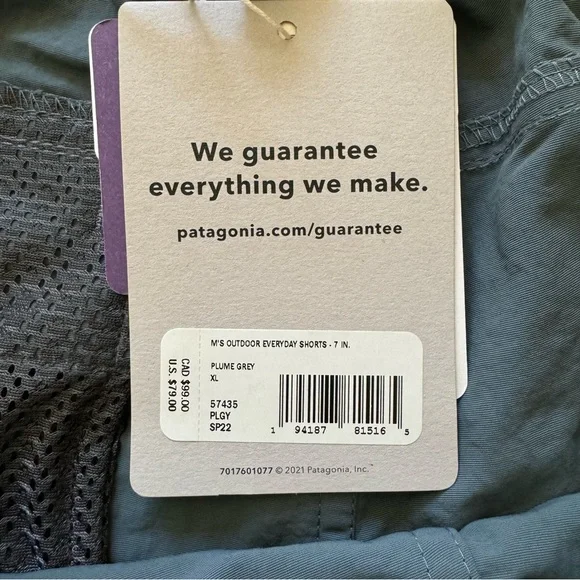 We guarantee
everything we make.
patagonia.com/guarantee
M'S OUTDOOR EVERYDAY SHORTS - 7 IN.
PLUME GREY
XL
57435
PLGY
SP22
CAD $99.00
U.S. $79.00
1 94187 81516 5
7017601077 © 2021 Patagonia, Inc.